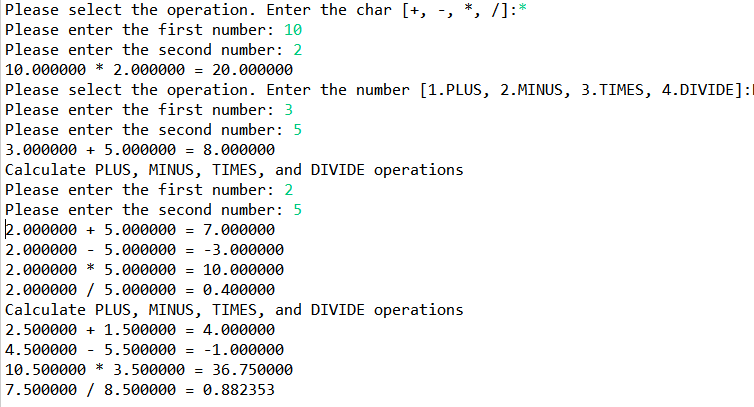 Please select the operation. Enter the char [+, -, *, /]:*
Please enter the first number: 10
Please enter the second number: 2
10.000000 * 2.000000 = 20.000000
Please select the operation. Enter the number [1.PLUS, 2.MINUS, 3.TIMES, 4.DIVIDE]:
Please enter the first number: 3
Please enter the second number: 5
3.000000 + 5.000000 = 8.000000
Calculate PLUS, MINUS, TIMES, and DIVIDE operations
Please enter the first number: 2
Please enter the second number: 5
2.000000 + 5.000000 = 7.000000
2.000000 - 5.000000 = -3.000000
2.000000 * 5.000000 = 10.000000
2.000000 / 5.000000 = 0.400000
Calculate PLUS, MINUS, TIMES, and DIVIDE operations
2.500000 + 1.500000 = 4.000000
4.500000 - 5.500000 = -1.000000
10.500000 * 3.500000 = 36.750000
7.500000 / 8.500000 = 0.882353